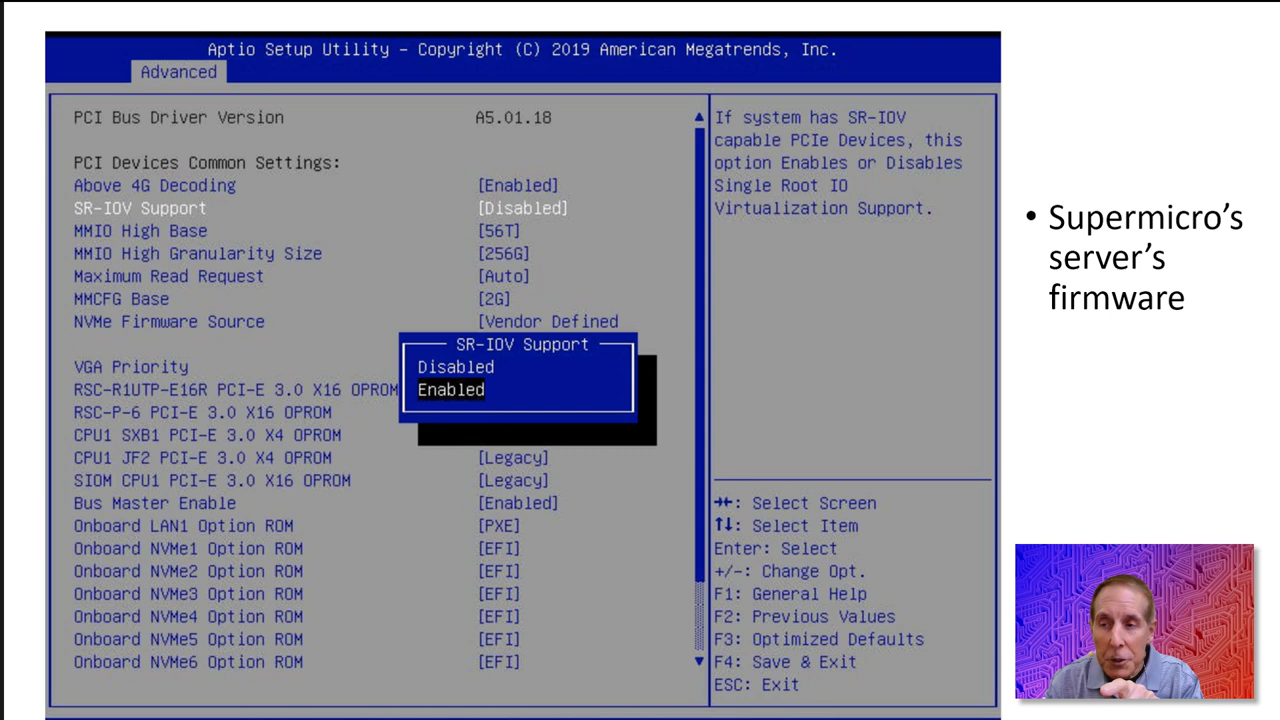 Aptio Setup Utility – Copyright (C) 2019 American Megatrends, Inc.
Advanced
PCI Bus Driver Version A5.01.18
PCI Devices Common Settings:
Above 4G Decoding [Enabled]
SR-IOV Support [Disabled]
MMIO High Base [56T]
MMIO High Granularity Size [256G]
Maximum Read Request [Auto]
MMCFG Base [2G]
NVMe Firmware Source [Vendor Defined
VGA Priority
RSC-R1UTP-E16R PCI-E 3.0 X16 OPROM
RSC-P-6 PCI-E 3.0 X16 OPROM
CPU1 SXB1 PCI-E 3.0 X4 OPROM
CPU1 JF2 PCI-E 3.0 X4 OPROM [Legacy]
SIOM CPU1 PCI-E 3.0 X16 OPROM [Legacy]
Bus Master Enable [Enabled]
Onboard LAN1 Option ROM [PXE]
Onboard NVMe1 Option ROM [EFI]
Onboard NVMe2 Option ROM [EFI]
Onboard NVMe3 Option ROM [EFI]
Onboard NVMe4 Option ROM [EFI]
Onboard NVMe5 Option ROM [EFI]
Onboard NVMe6 Option ROM [EFI]
SR-IOV Support
Disabled
Enabled
If system has SR-IOV
capable PCIe Devices, this
option Enables or Disables
Single Root IO
Virtualization Support.
→←: Select Screen
↑↓: Select Item
Enter: Select
+/-: Change Opt.
F1: General Help
F2: Previous Values
F3: Optimized Defaults
F4: Save & Exit
ESC: Exit
• Supermicro’s
server’s
firmware